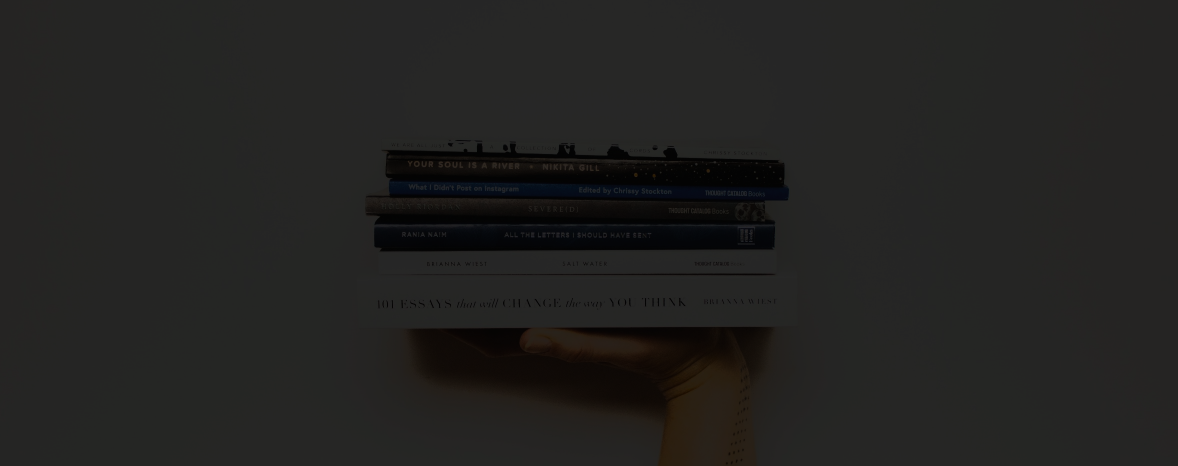 YOUR SOUL IS A RIVER - NIKITA GILL
What I Didn't Post on Instagram Edited by Chrissy Stockton THOUGHT CATALOG Books
THOUGHT CATALOG Books
RANIA NAIM ALL THE LETTERS I SHOULD HAVE SENT
BRIANNA WIEST SALT WATER
101 ESSAYS that will CHANGE the way YOU THINK BRIANNA WIEST